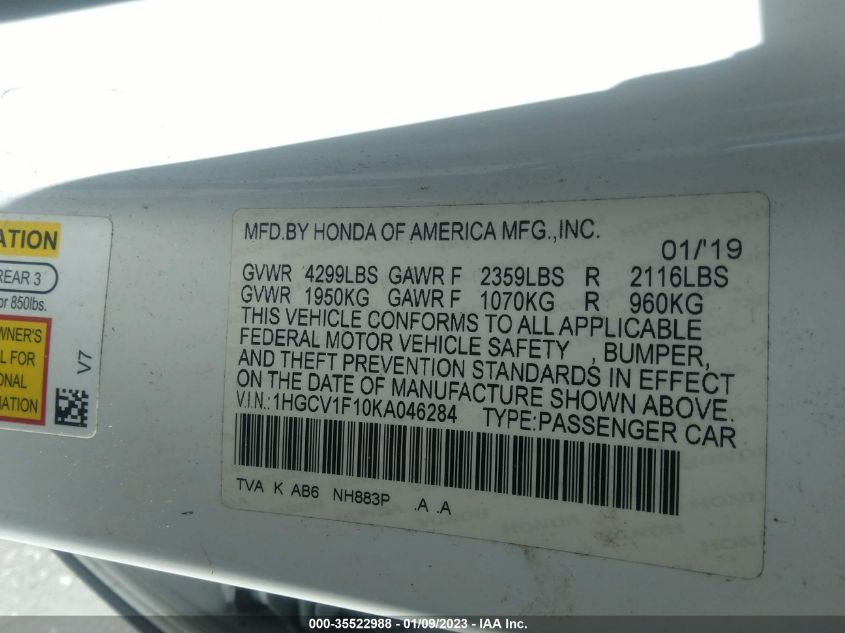 ATION
REAR 3
or 850lbs.
WNER'S
L FOR
ONAL
MATION
V7
MFD.BY HONDA OF AMERICA MFG.,INC.
01/'19
GVWR 4299LBS GAWR F 2359LBS R 2116LBS
GVWR 1950KG GAWR F 1070KG R 960KG
THIS VEHICLE CONFORMS TO ALL APPLICABLE
FEDERAL MOTOR VEHICLE SAFETY , BUMPER,
AND THEFT PREVENTION STANDARDS IN EFFECT
ON THE DATE OF MANUFACTURE SHOWN ABOVE.
V.I.N.:1HGCV1F10KA046284 TYPE:PASSENGER CAR
TVA K AB6 NH883P .A .A
000-35522988 - 01/09/2023 - IAA Inc.